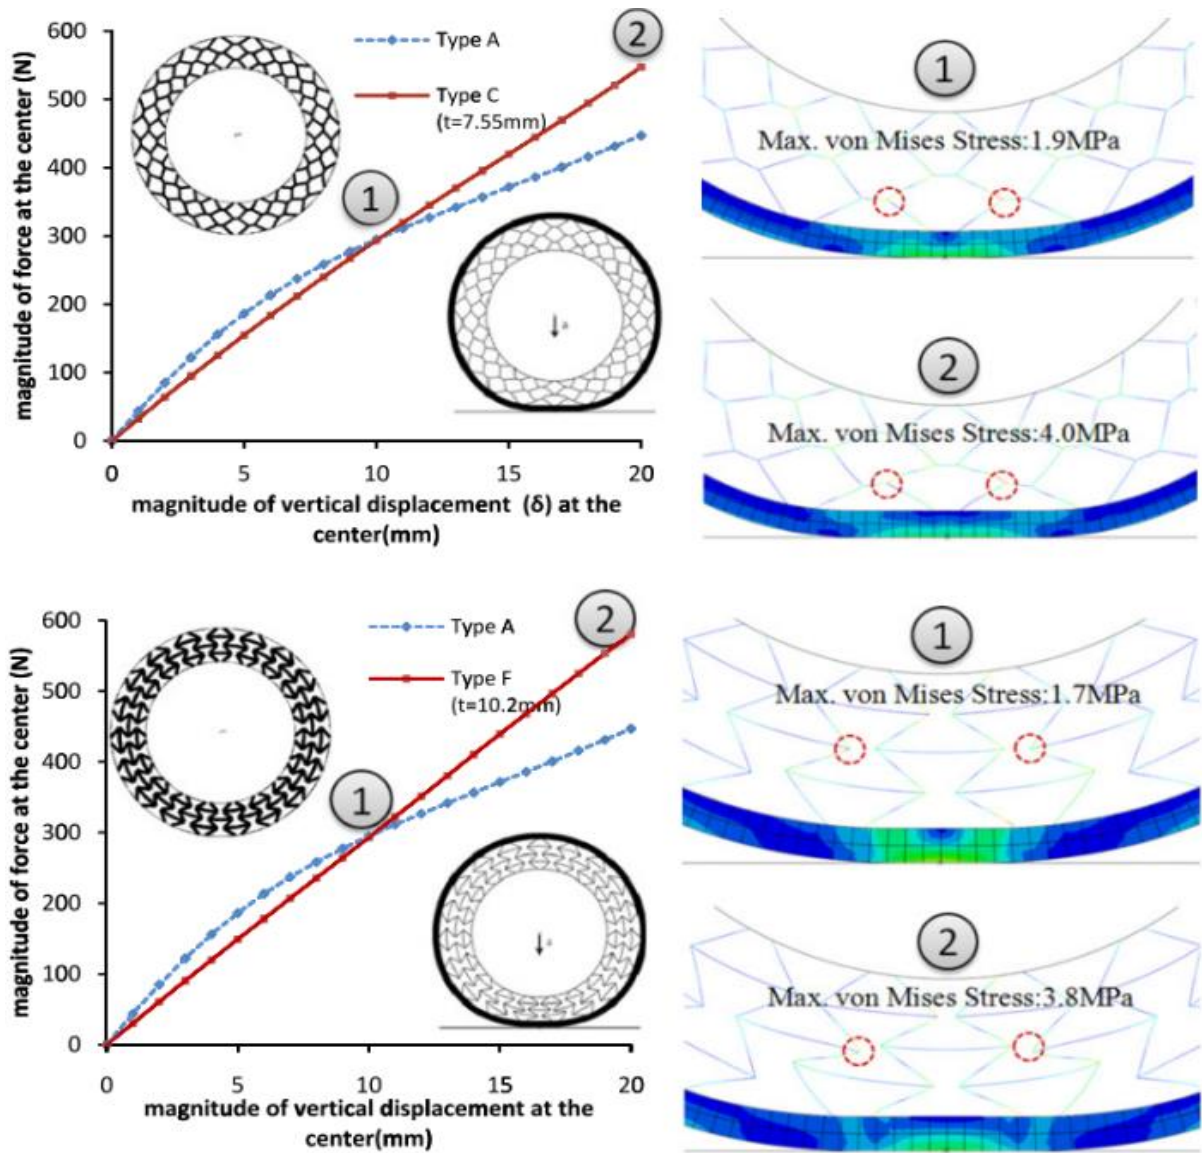 600
500
400
300
200
100
0
magnitude of force at the center (N)
Type A
Type C
(t=7.55mm)
1
2
0 5 10 15 20
magnitude of vertical displacement (δ) at the
center(mm)
1
Max. von Mises Stress:1.9MPa
2
Max. von Mises Stress:4.0MPa
600
500
400
300
200
100
0
magnitude of force at the center (N)
Type A
Type F
(t=10.2mm)
1
2
0 5 10 15 20
magnitude of vertical displacement at the
center(mm)
1
Max. von Mises Stress:1.7MPa
2
Max. von Mises Stress:3.8MPa